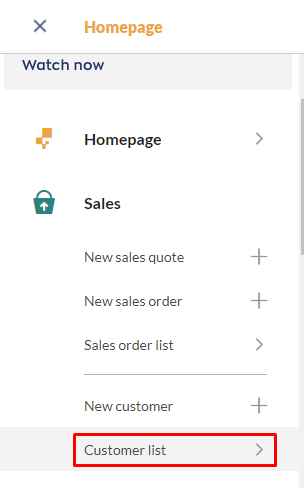 Homepage
Watch now
Homepage
Sales
New sales quote
New sales order
Sales order list
New customer
Customer list